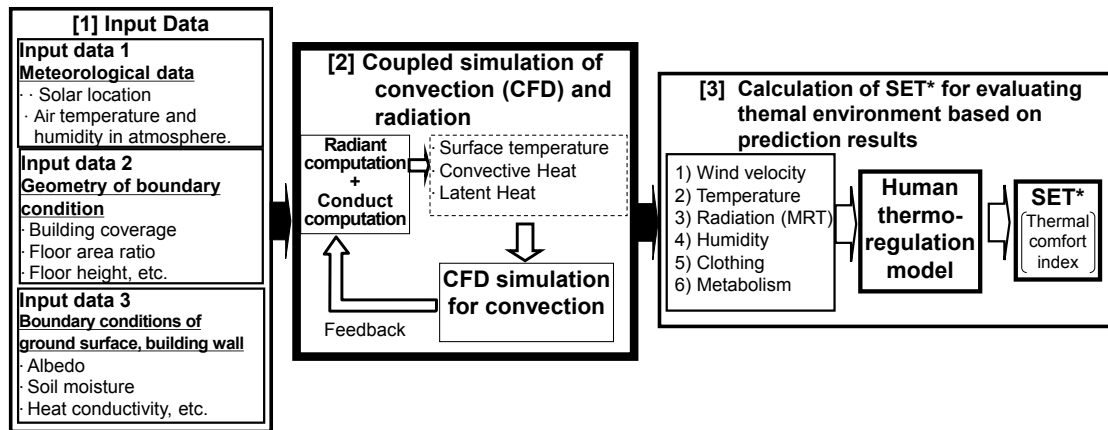 [1] Input Data
Input data 1
Meteorological data
· · Solar location
· Air temperature and
humidity in atmosphere.
Input data 2
Geometry of boundary
condition
· Building coverage
· Floor area ratio
· Floor height, etc.
Input data 3
Boundary conditions of
ground surface, building wall
· Albedo
· Soil moisture
· Heat conductivity, etc.
[2] Coupled simulation of
convection (CFD) and
radiation
Radiant
computation
+
Conduct
computation
· Surface temperature
· Convective Heat
· Latent Heat
CFD simulation
for convection
Feedback
[3] Calculation of SET* for evaluating
themal environment based on
prediction results
1) Wind velocity
2) Temperature
3) Radiation (MRT)
4) Humidity
5) Clothing
6) Metabolism
Human
thermo-
regulation
model
SET*
Thermal
comfort
index